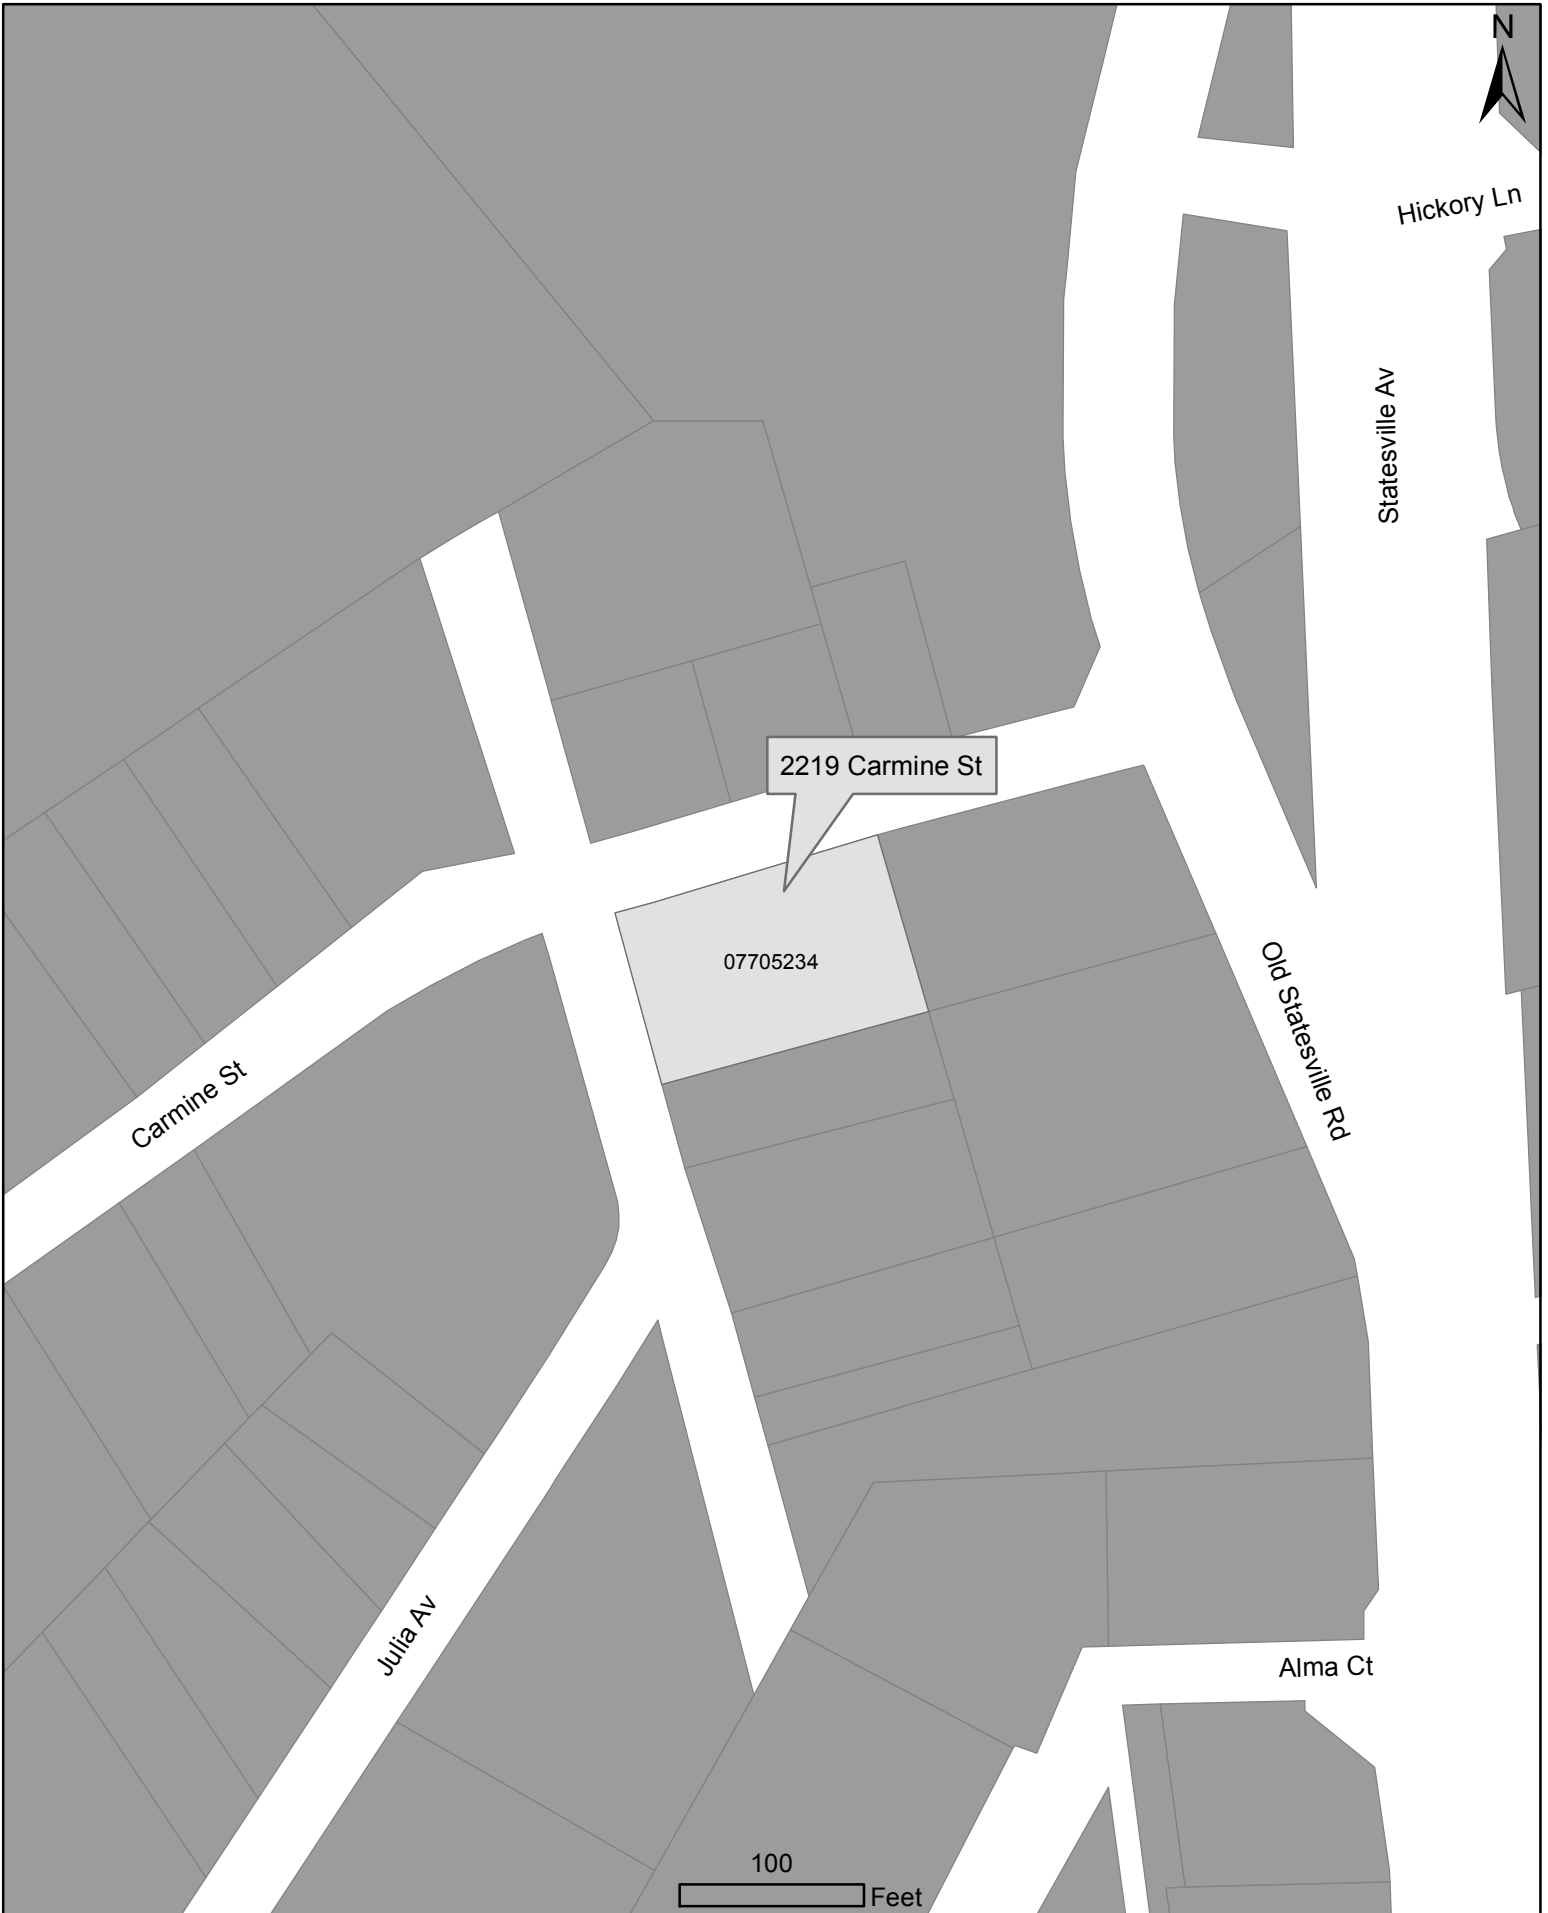 N
Hickory Ln
Statesville Av
2219 Carmine St
07705234
Old Statesville Rd
Carmine St
Julia Av
Alma Ct
100
Feet